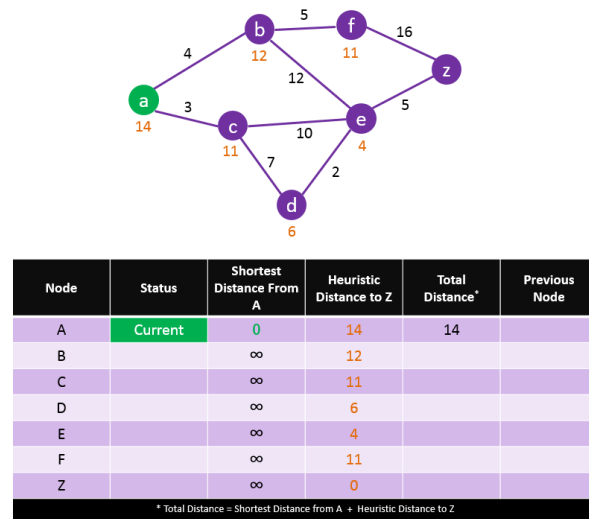 5
b
f
16
4
12
11
z
12
a
3
5
14
c
10
e
11
7
4
2
d
6
Node Status Shortest Distance From A Heuristic Distance to Z Total Distance* Previous Node
A Current 0 14 14
B ∞ 12
C ∞ 11
D ∞ 6
E ∞ 4
F ∞ 11
Z ∞ 0
* Total Distance = Shortest Distance from A + Heuristic Distance to Z